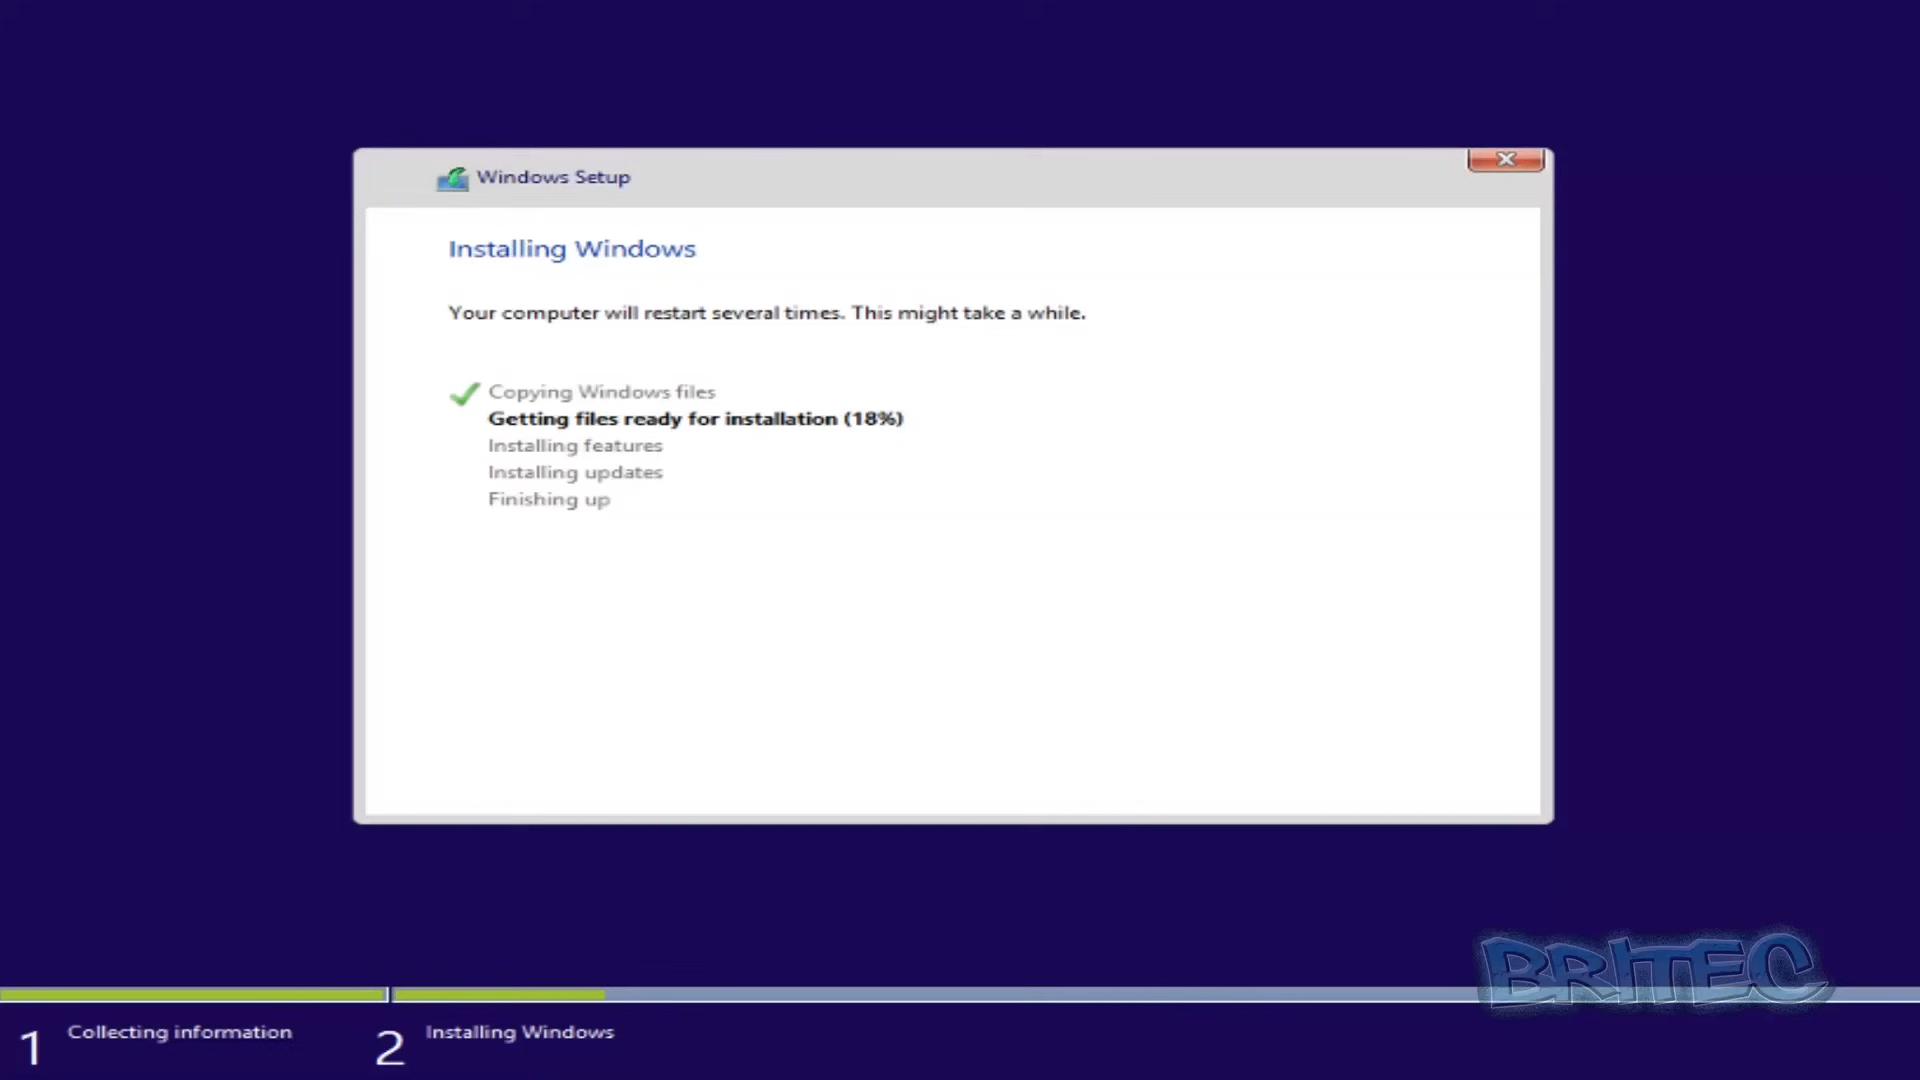 Windows Setup
Installing Windows
Your computer will restart several times. This might take a while.
Copying Windows files
Getting files ready for installation (18%)
Installing features
Installing updates
Finishing up
BRITEC
1 Collecting information
2 Installing Windows